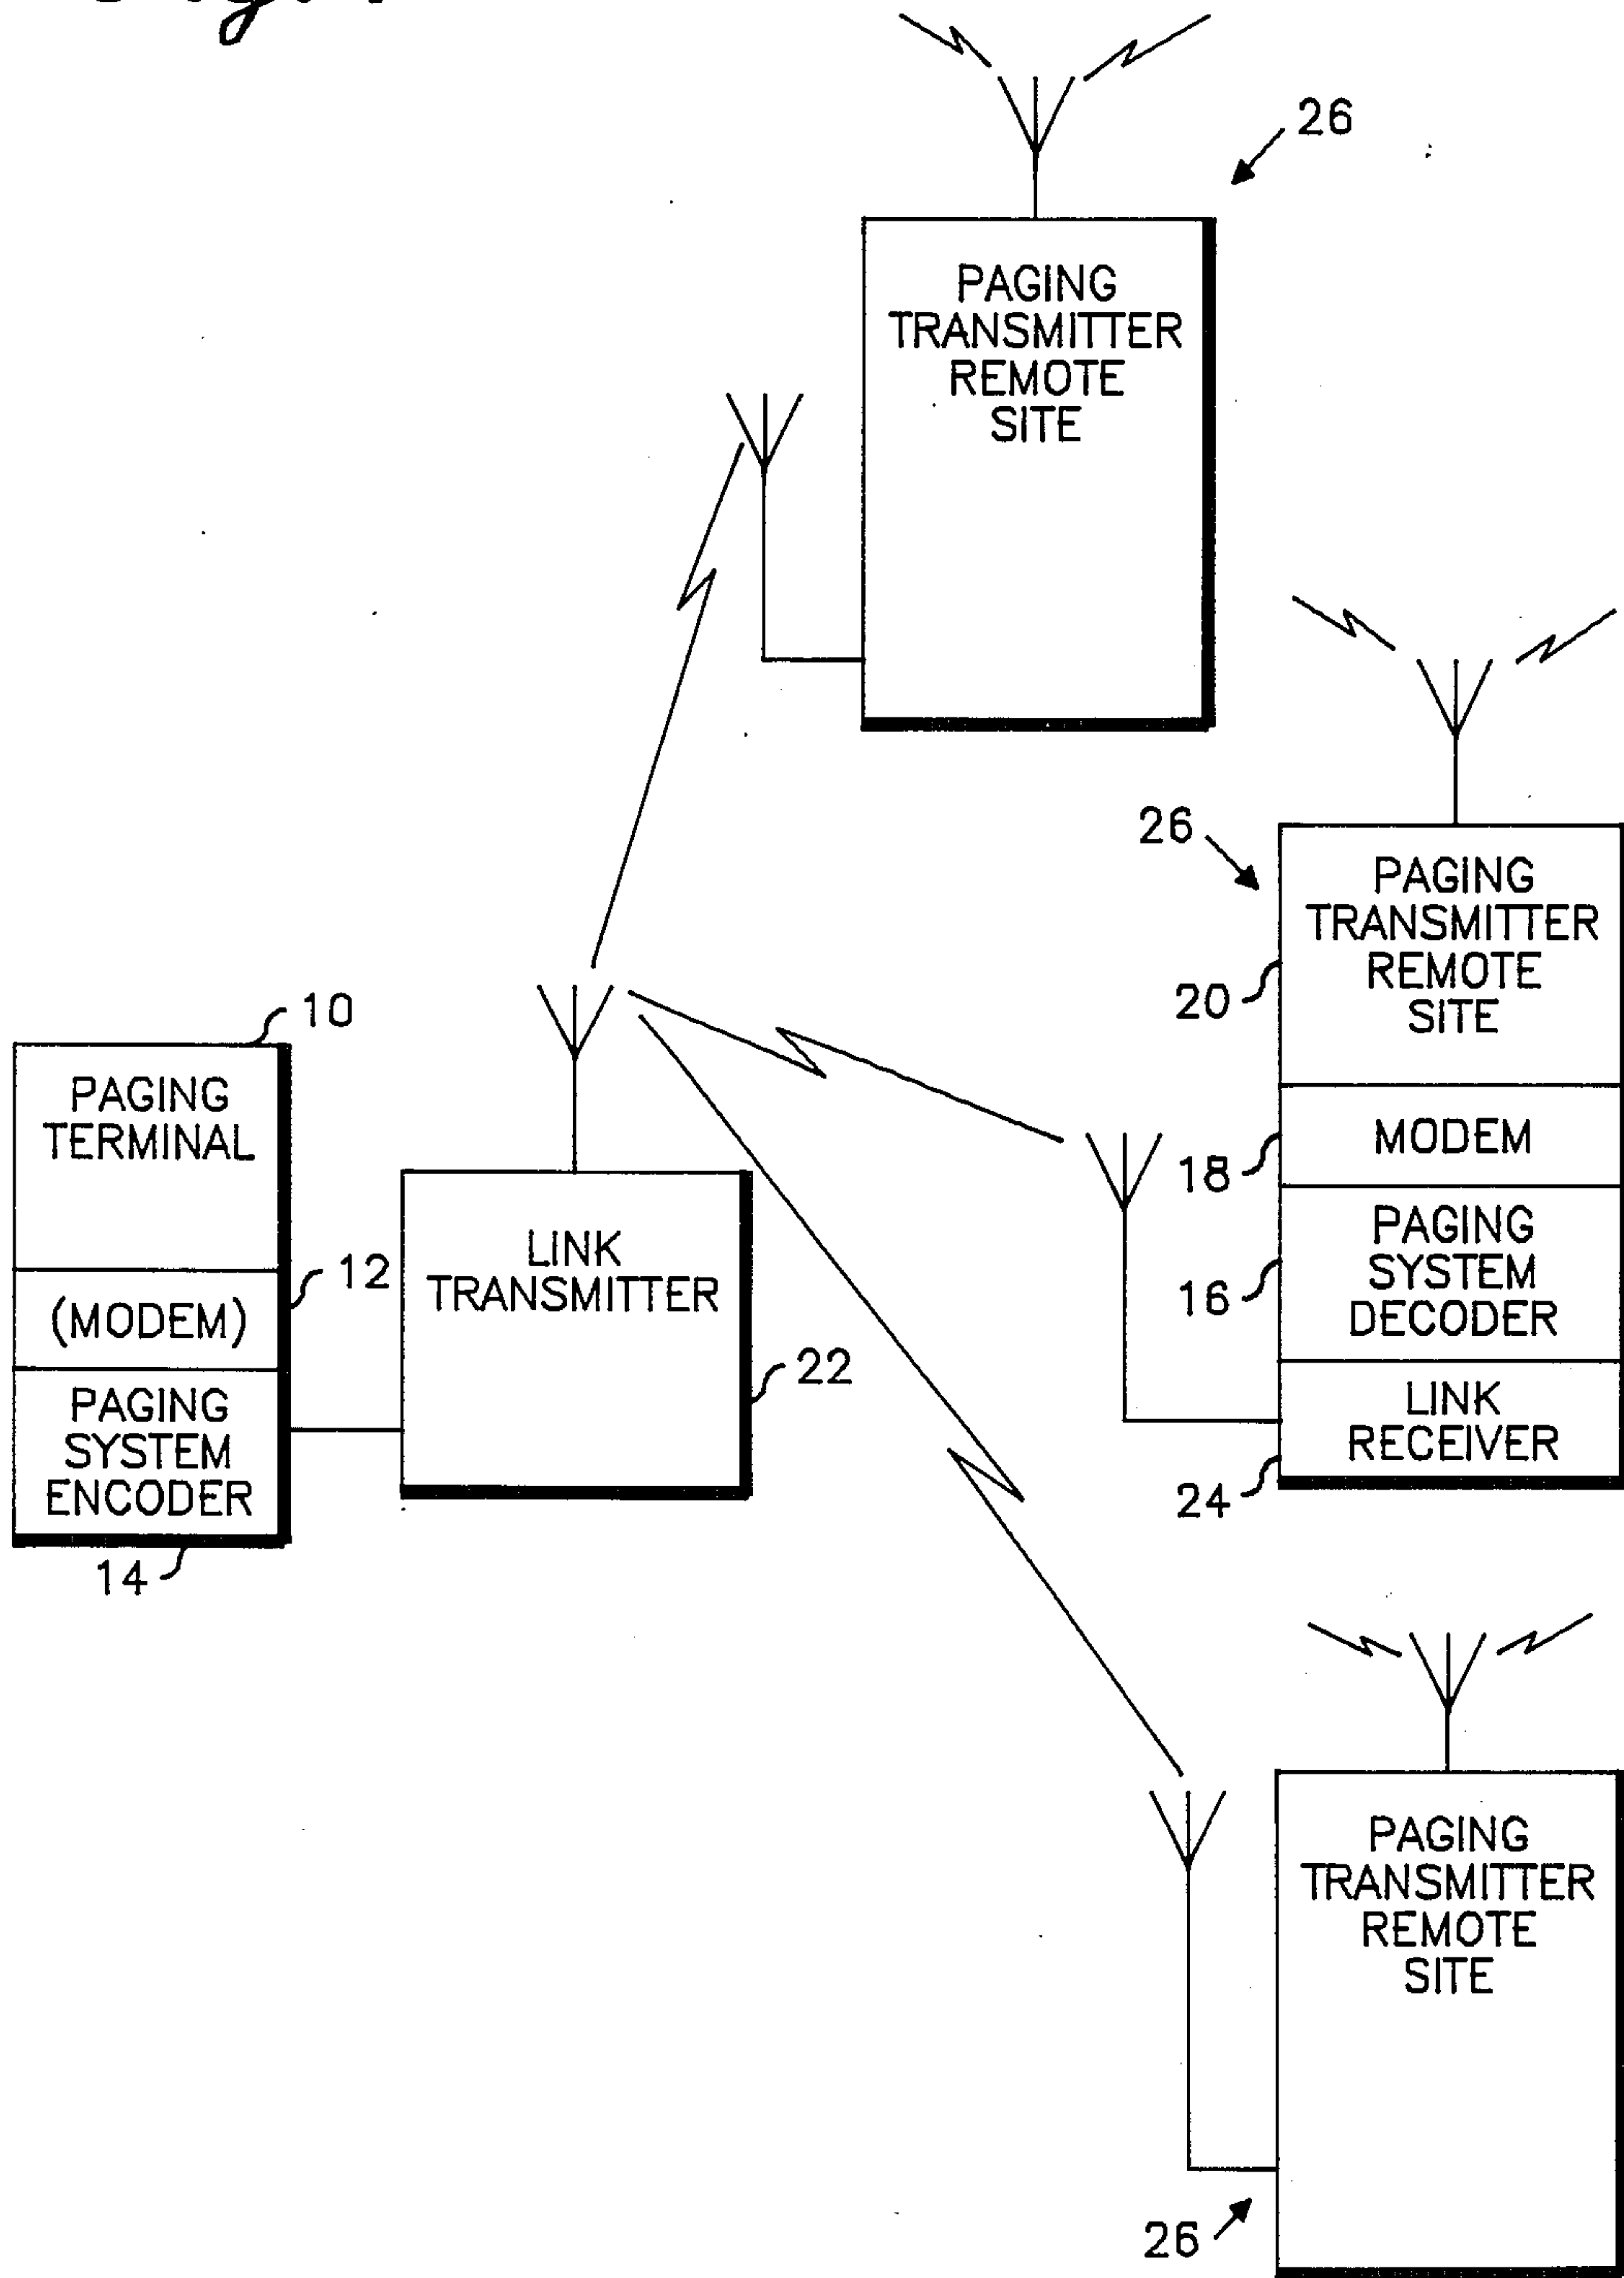 26
PAGING
TRANSMITTER
REMOTE
SITE
26
PAGING
TRANSMITTER
REMOTE
SITE
20
MODEM
18
PAGING
SYSTEM
DECODER
16
LINK
RECEIVER
24
10
PAGING
TERMINAL
12
(MODEM)
PAGING
SYSTEM
ENCODER
14
LINK
TRANSMITTER
22
PAGING
TRANSMITTER
REMOTE
SITE
26